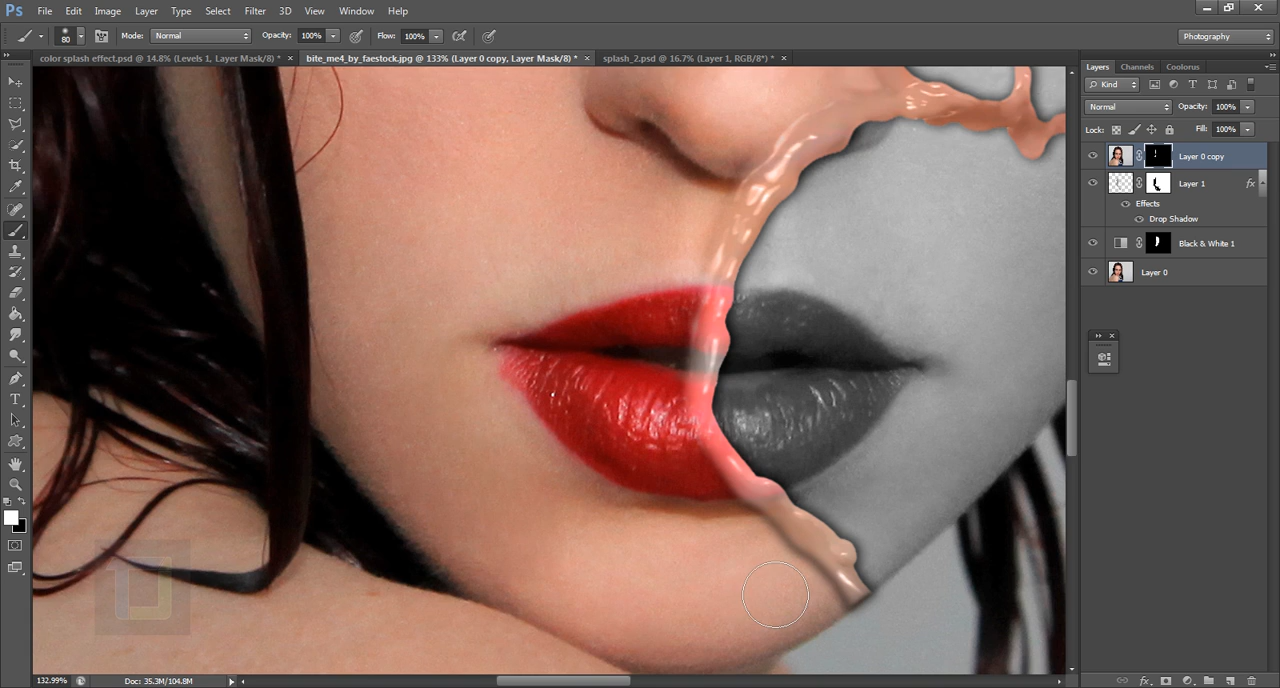 Ps File Edit Image Layer Type Select Filter 3D View Window Help
80 Mode: Normal Opacity: 100% Flow: 100% Photography
color splash effect.psd @ 14.8% (Levels 1, Layer Mask/8) * × bite_me4_by_faestock.jpg @ 133% (Layer 0 copy, Layer Mask/8) * × splash_2.psd @ 16.7% (Layer 1, RGB/8*) * ×
Layers Channels Coolorus
Kind
Normal Opacity: 100%
Lock: Fill: 100%
Layer 0 copy
Layer 1 fx
Effects
Drop Shadow
Black & White 1
Layer 0
132.99% Doc: 35.3M/104.8M